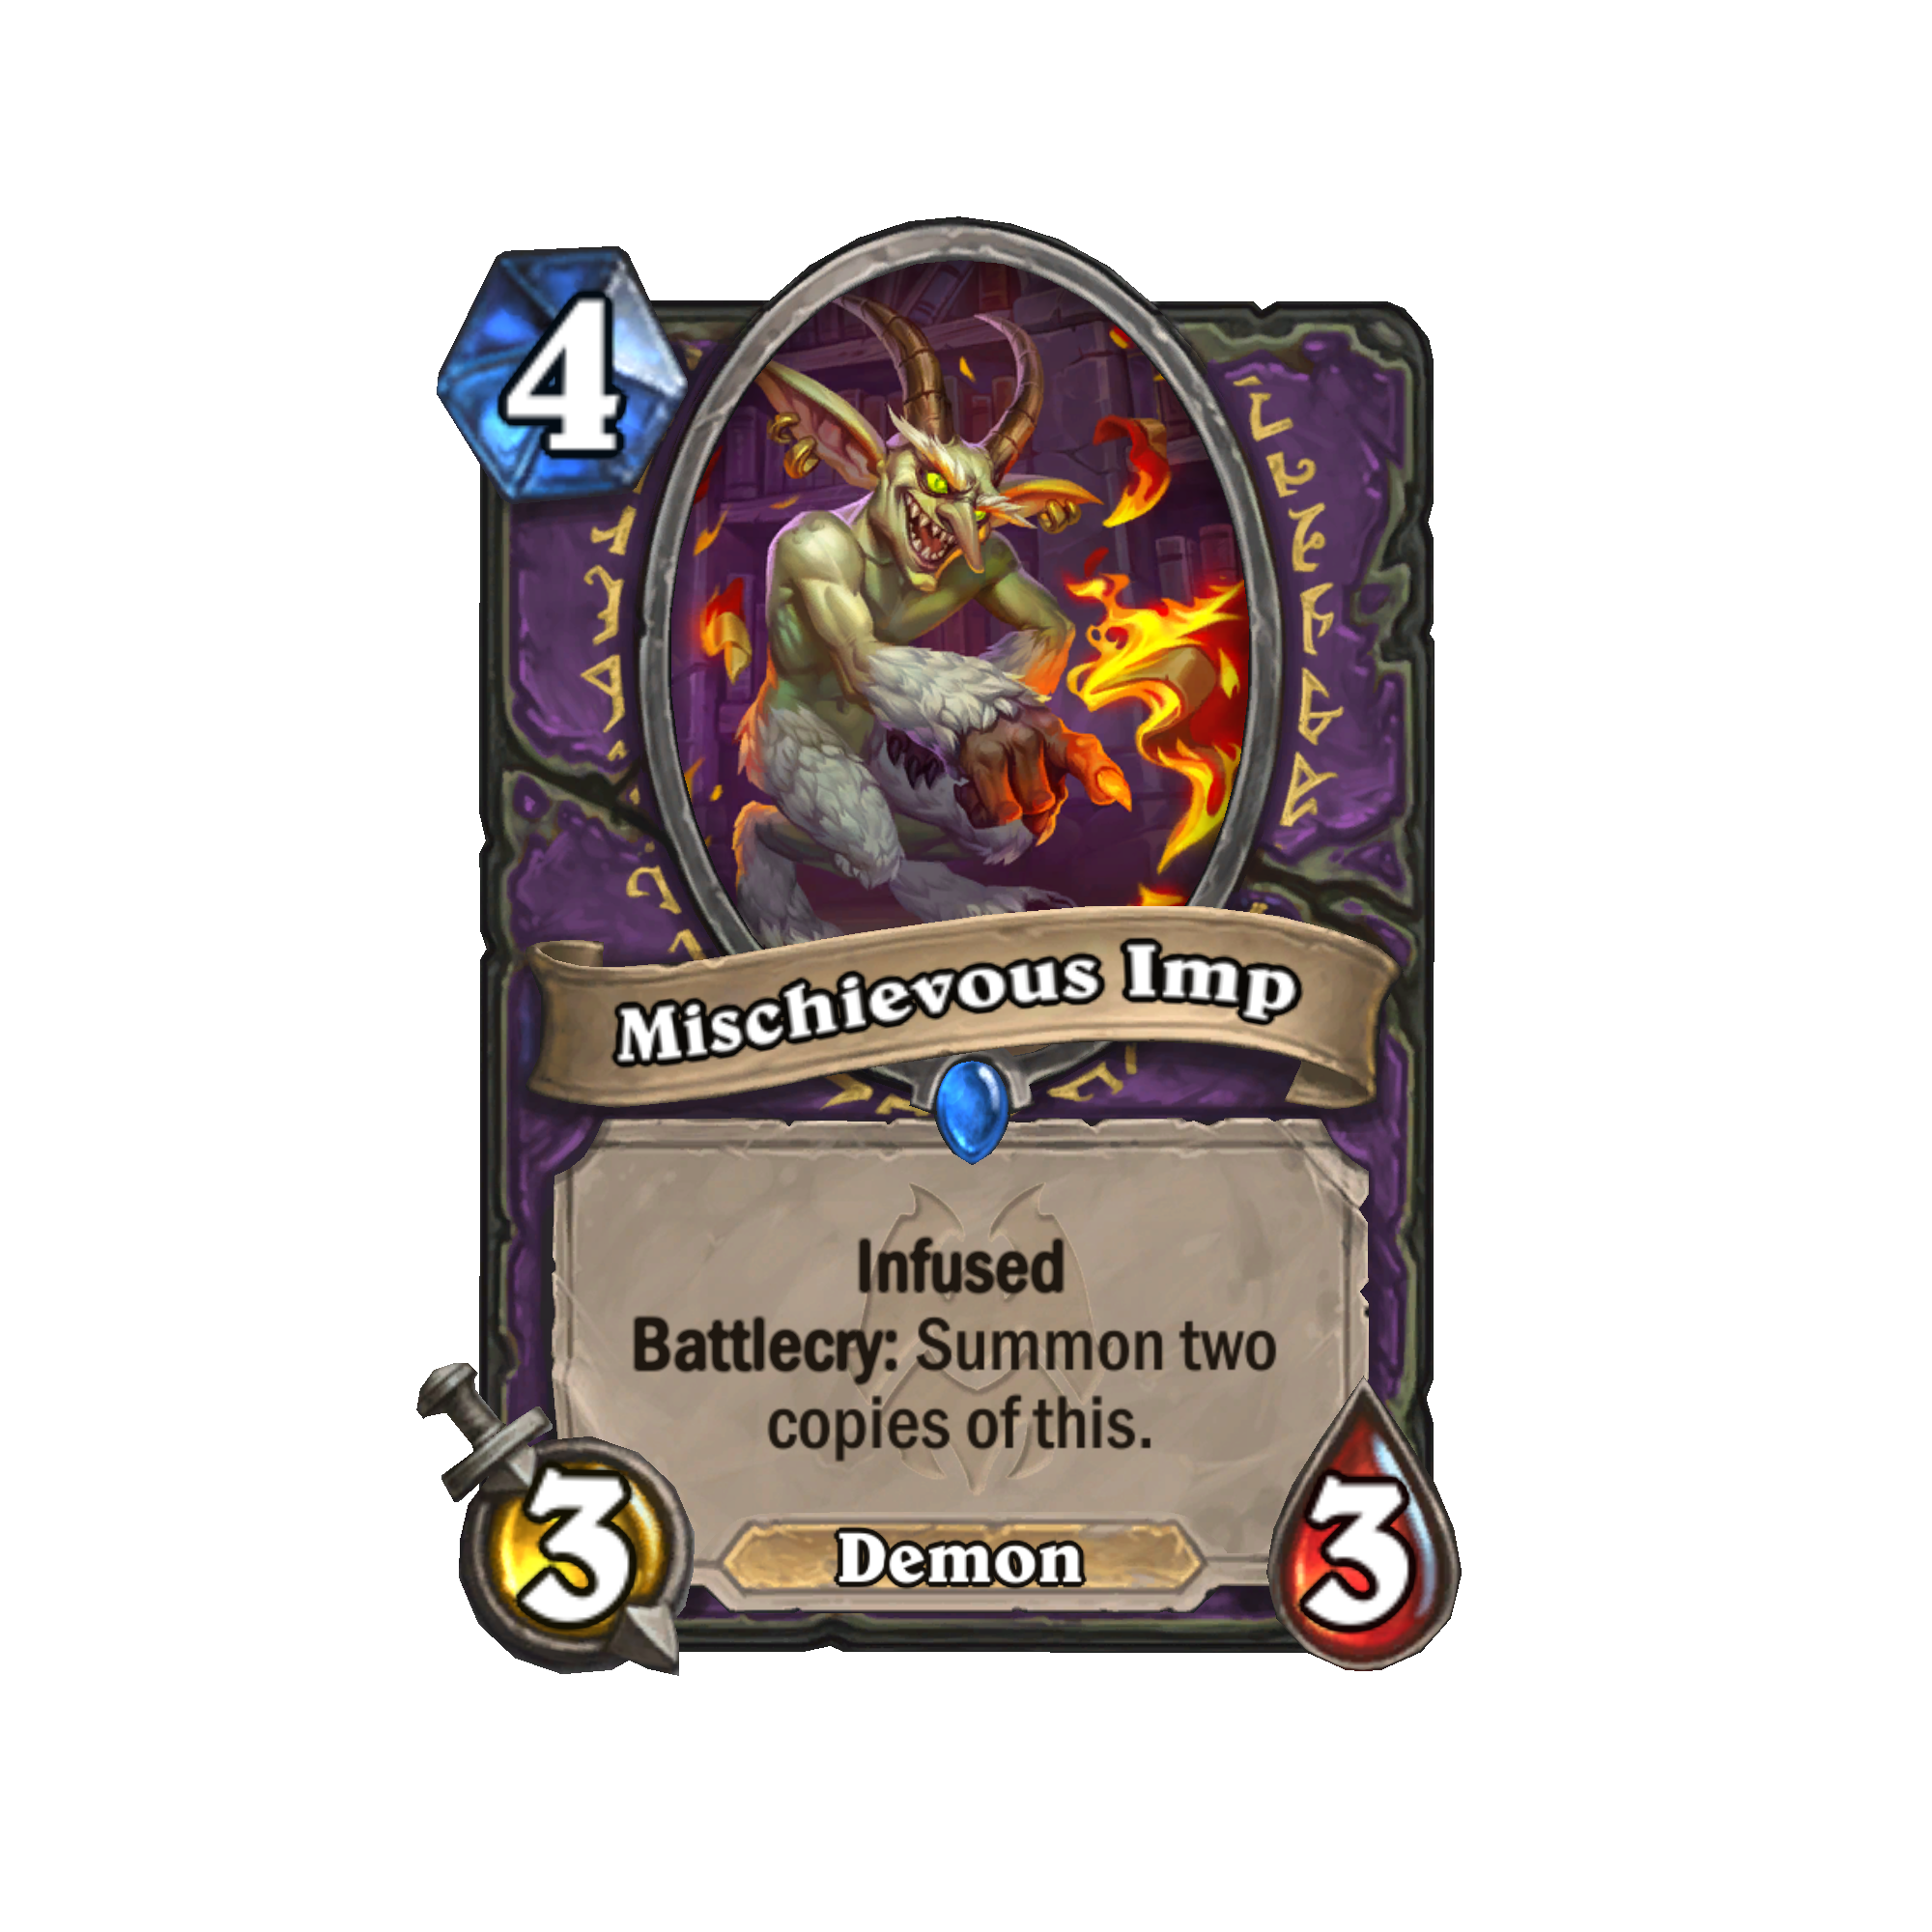 4
Mischievous Imp
Infused
Battlecry: Summon two
copies of this.
3
Demon
3